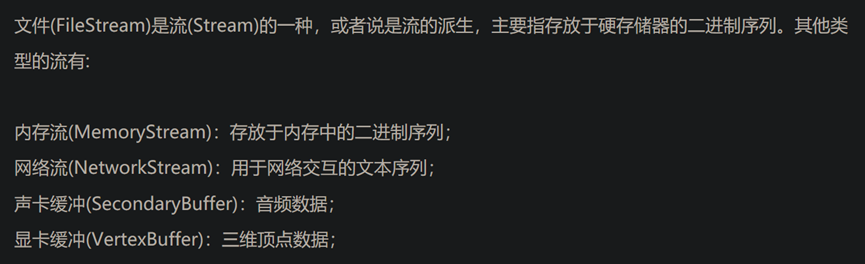 文件(FileStream)是流(Stream)的一种，或者说是流的派生，主要指存放于硬存储器的二进制序列。其他类
型的流有:
内存流(MemoryStream)：存放于内存中的二进制序列；
网络流(NetworkStream)：用于网络交互的文本序列；
声卡缓冲(SecondaryBuffer)：音频数据；
显卡缓冲(VertexBuffer)：三维顶点数据；